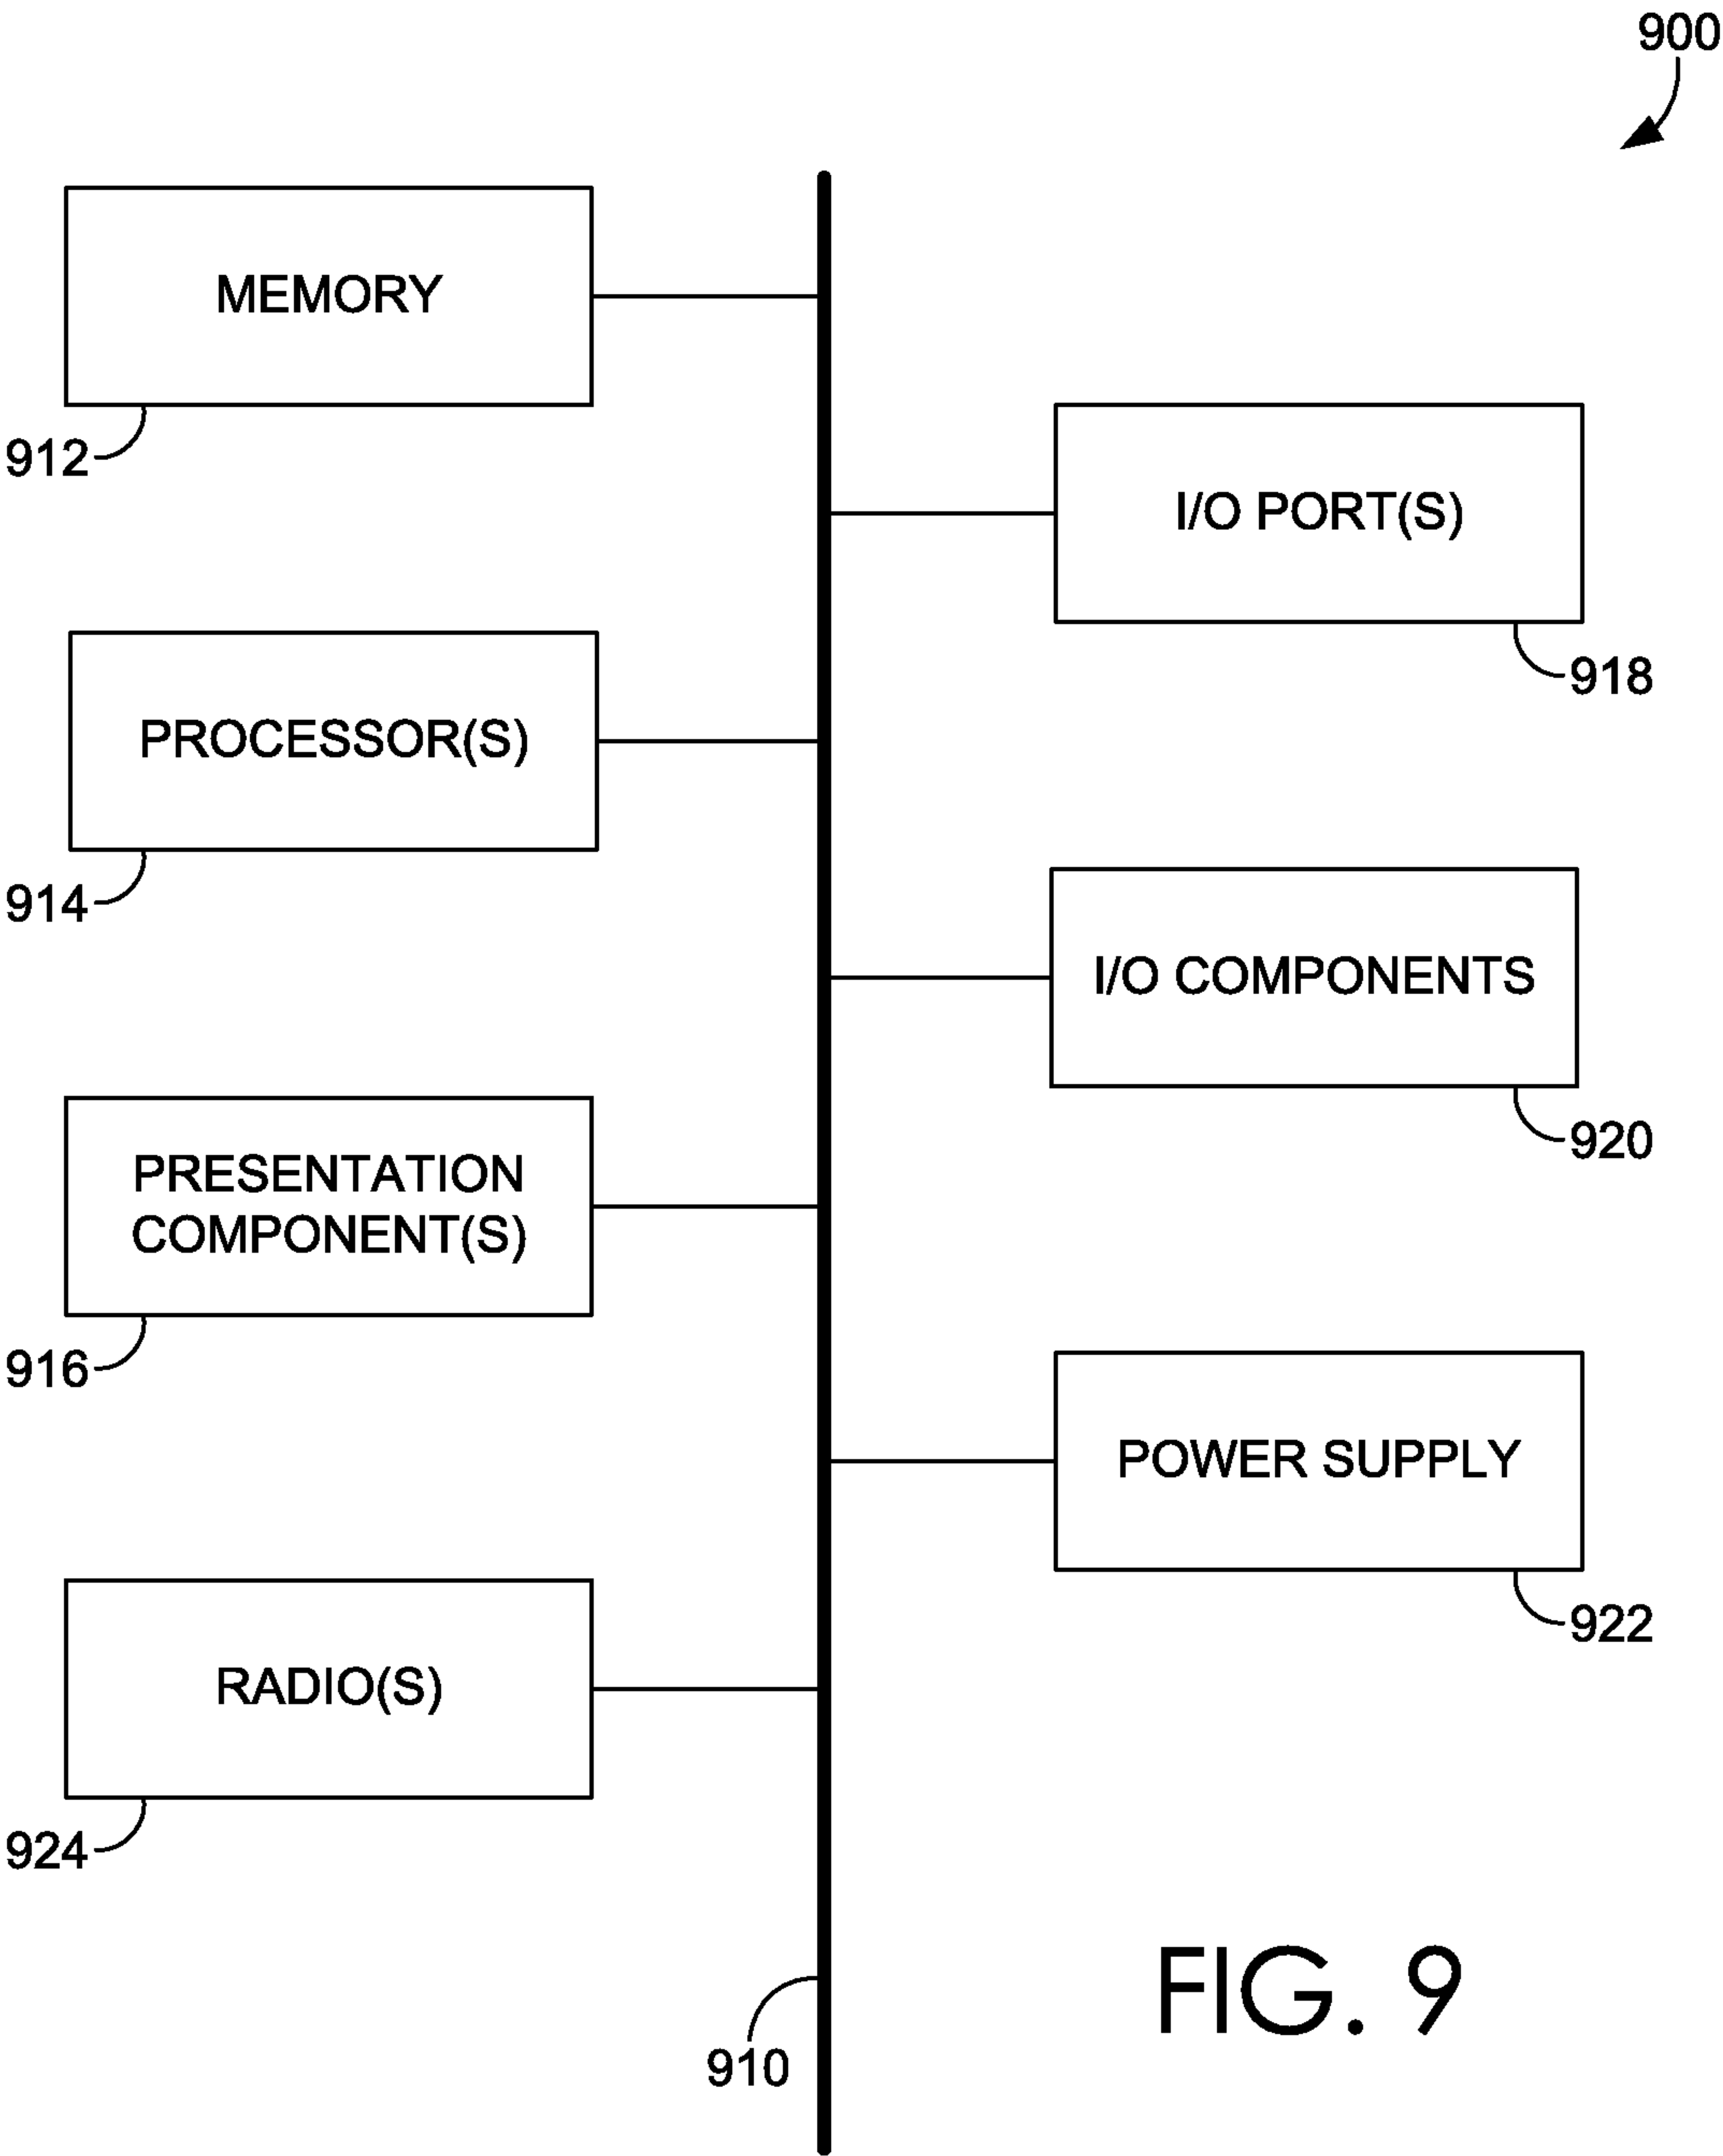 900
MEMORY
912
I/O PORT(S)
918
PROCESSOR(S)
914
I/O COMPONENTS
920
PRESENTATION
COMPONENT(S)
916
POWER SUPPLY
922
RADIO(S)
924
910
FIG. 9